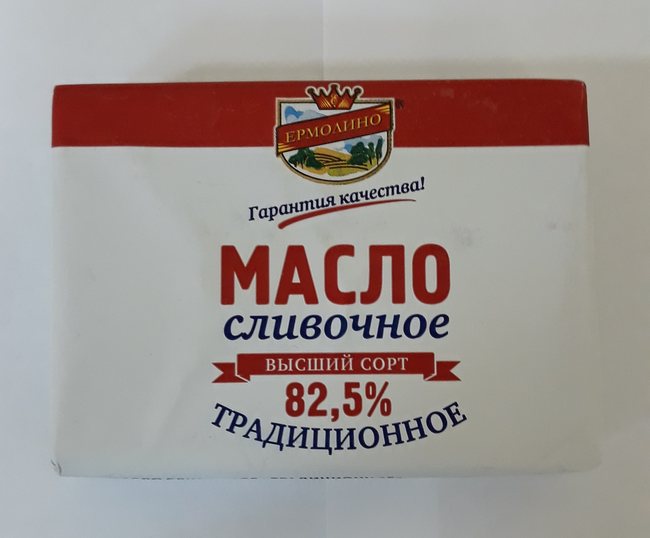 ЕРМОЛИНО
Гарантия качества!
МАСЛО
сливочное
ВЫСШИЙ СОРТ
82,5%
ТРАДИЦИОННОЕ